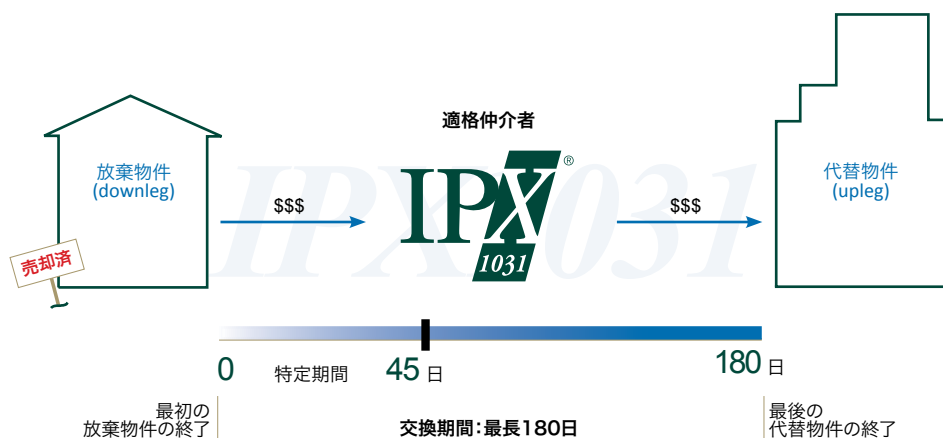 適格仲介者
放棄物件
(downleg)
$$$
IPX®
1031
$$$
代替物件
(upleg)
IPX1031
売却済
0
特定期間
45日
180日
最初の
放棄物件の終了
交換期間：最長180日
最後の
代替物件の終了